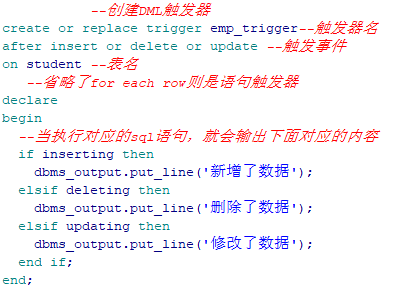 --创建DML触发器
create or replace trigger emp_trigger--触发器名
after insert or delete or update --触发事件
on student --表名
--省略了for each row则是语句触发器
declare
begin
--当执行对应的sql语句，就会输出下面对应的内容
if inserting then
dbms_output.put_line('新增了数据');
elsif deleting then
dbms_output.put_line('删除了数据');
elsif updating then
dbms_output.put_line('修改了数据');
end if;
end;